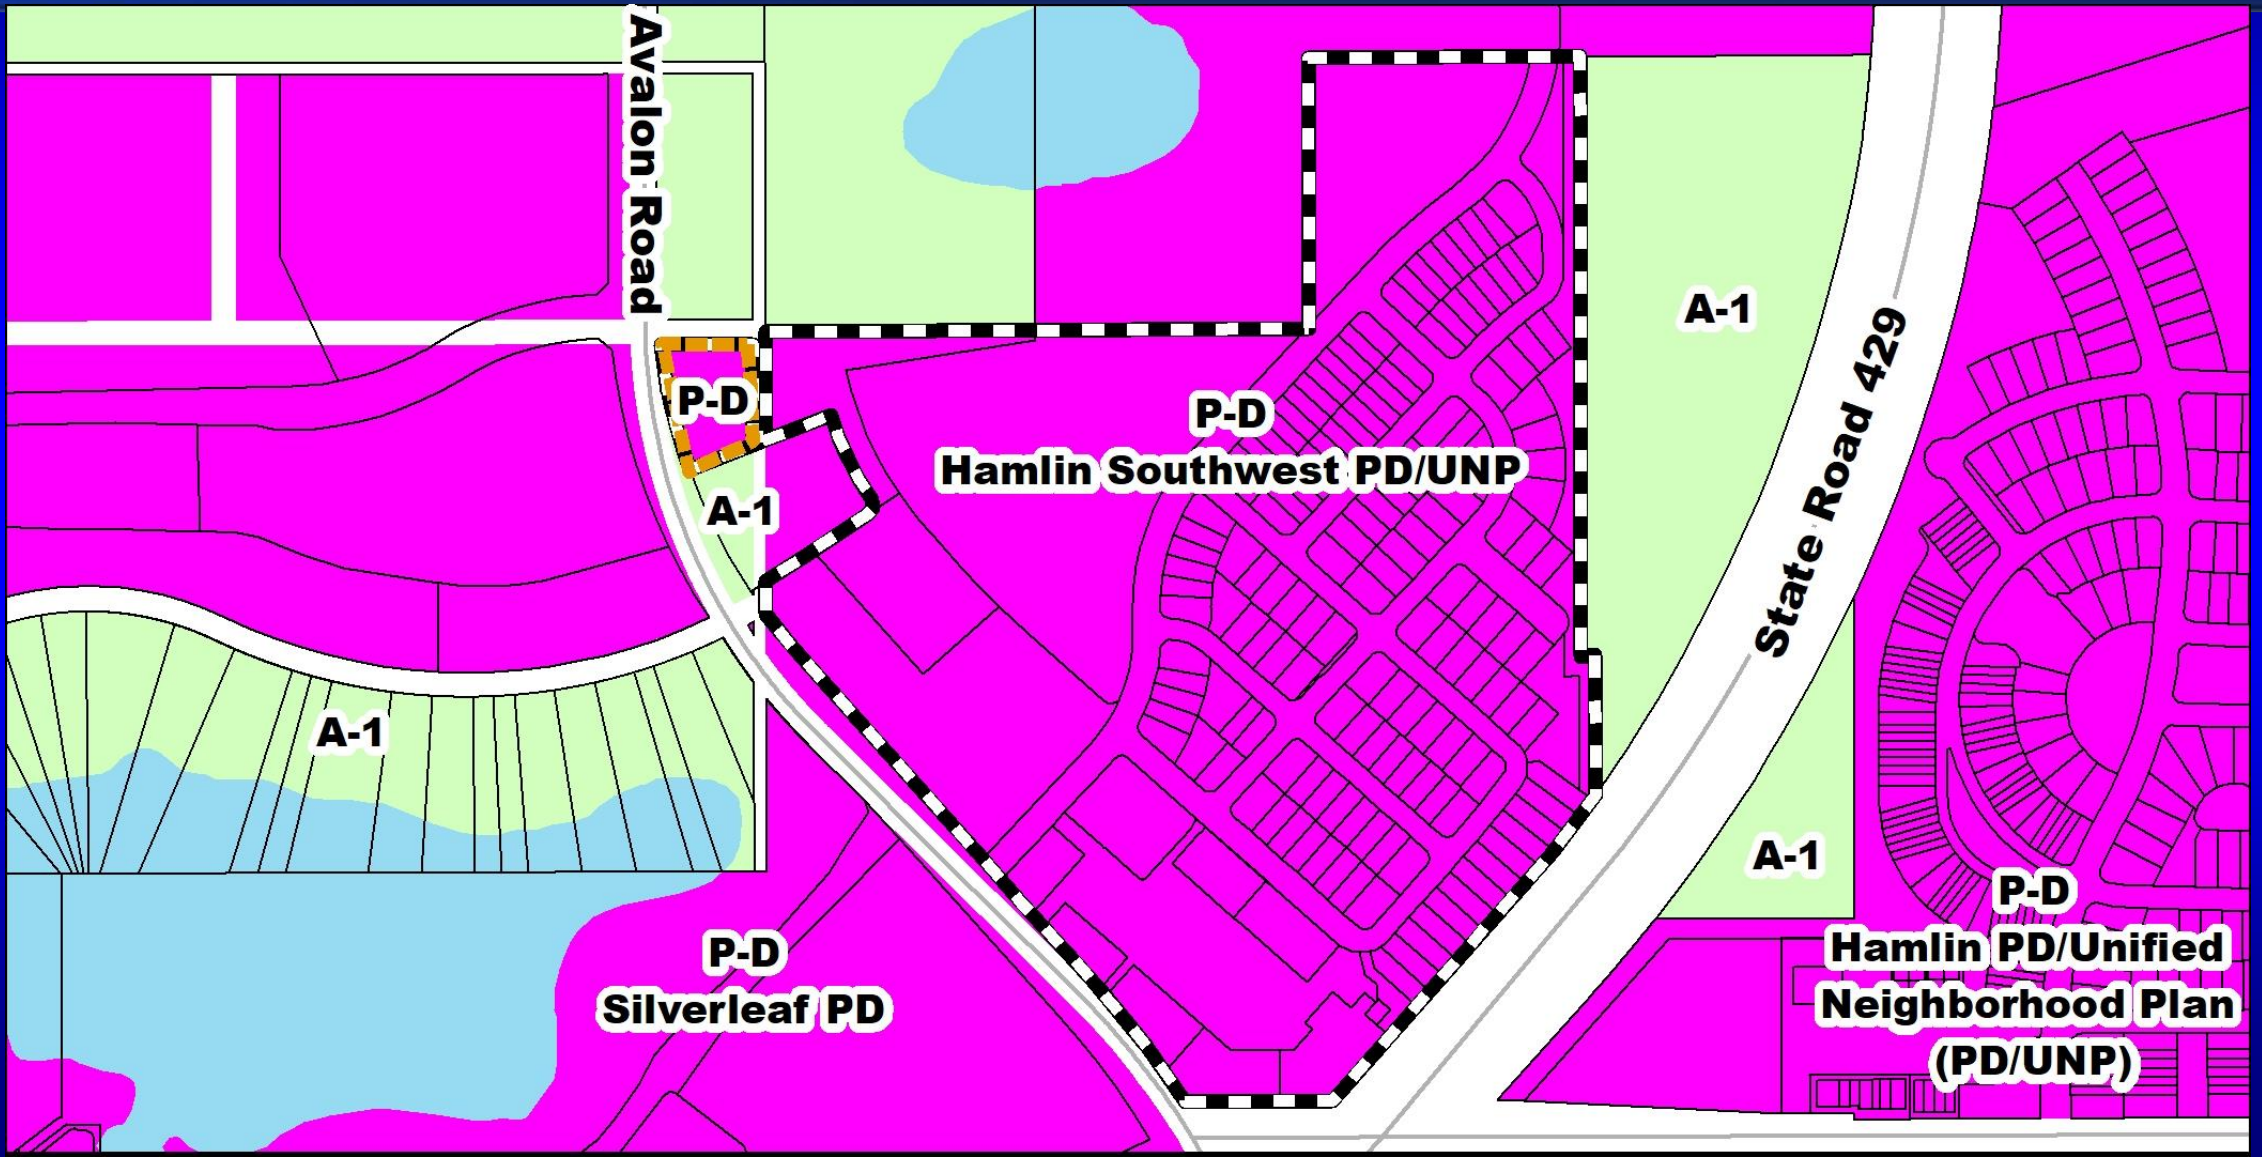 Avalon Road
A-1
State Road 429
P-D
P-D
Hamlin Southwest PD/UNP
A-1
A-1
A-1
P-D
Hamlin PD/Unified
Neighborhood Plan
(PD/UNP)
P-D
Silverleaf PD